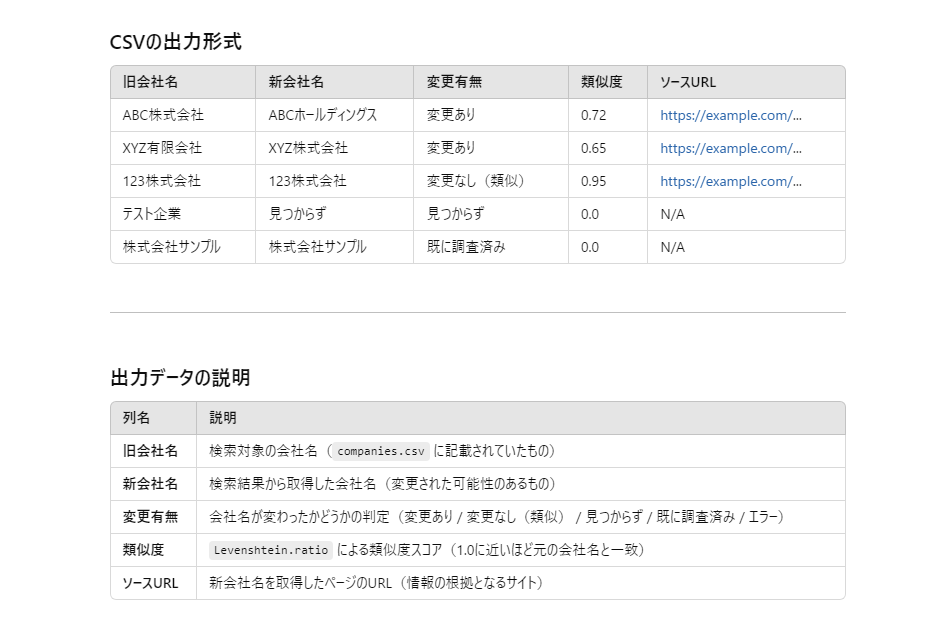 CSVの出力形式
旧会社名 新会社名 変更有無 類似度 ソースURL
ABC株式会社 ABCホールディングス 変更あり 0.72 https://example.com/...
XYZ有限会社 XYZ株式会社 変更あり 0.65 https://example.com/...
123株式会社 123株式会社 変更なし（類似） 0.95 https://example.com/...
テスト企業 見つからず 見つからず 0.0 N/A
株式会社サンプル 株式会社サンプル 既に調査済み 0.0 N/A
出力データの説明
列名 説明
旧会社名 検索対象の会社名（companies.csv に記載されていたもの）
新会社名 検索結果から取得した会社名（変更された可能性のあるもの）
変更有無 会社名が変わったかどうかの判定（変更あり / 変更なし（類似） / 見つからず / 既に調査済み / エラー）
類似度 Levenshtein.ratio による類似度スコア（1.0に近いほど元の会社名と一致）
ソースURL 新会社名を取得したページのURL（情報の根拠となるサイト）